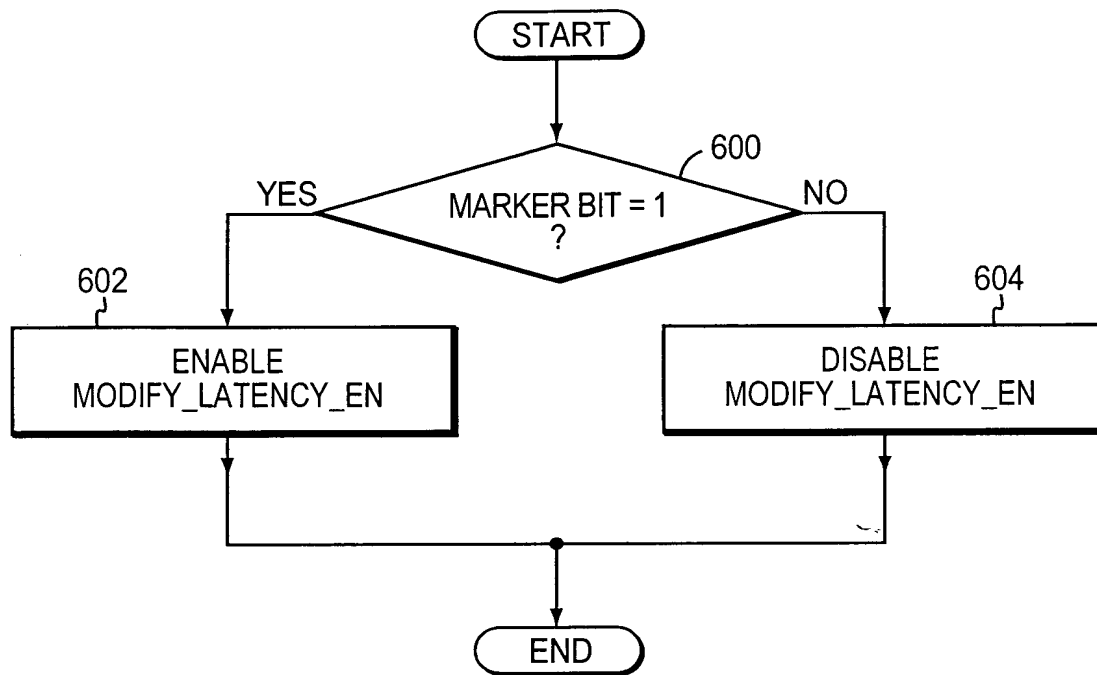 START
600
MARKER BIT = 1
?
YES
NO
602
604
ENABLE
MODIFY_LATENCY_EN
DISABLE
MODIFY_LATENCY_EN
END